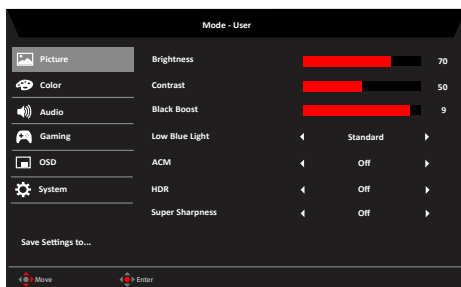 Mode - User
Picture
Brightness 70
Color
Contrast 50
Audio
Black Boost 9
Gaming
Low Blue Light Standard
OSD
ACM Off
System
HDR Off
Super Sharpness Off
Save Settings to...
Move Enter